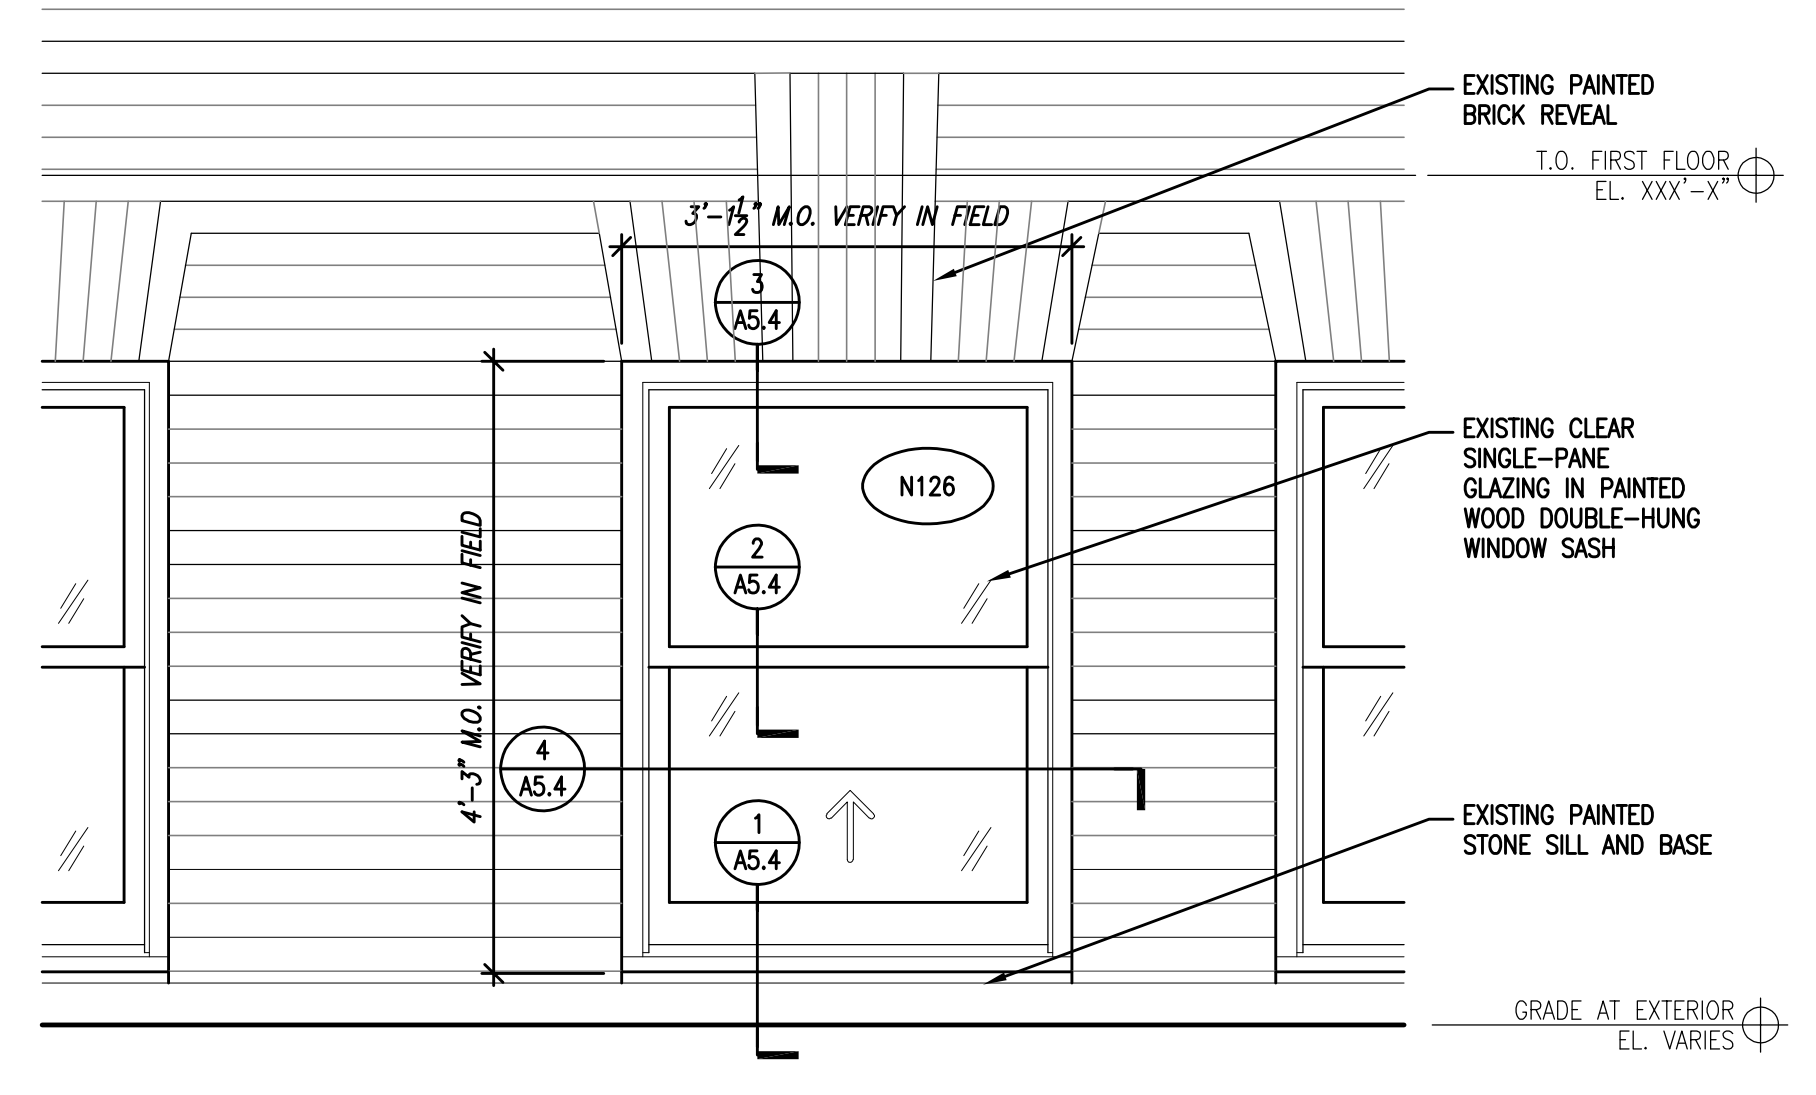 EXISTING PAINTED
BRICK REVEAL
T.O. FIRST FLOOR
EL. XXX'-X"
3'-1 1/2" M.O. VERIFY IN FIELD
3
A5.4
EXISTING CLEAR
SINGLE-PANE
GLAZING IN PAINTED
WOOD DOUBLE-HUNG
WINDOW SASH
N126
2
A5.4
4'-3" M.O. VERIFY IN FIELD
4
A5.4
1
A5.4
EXISTING PAINTED
STONE SILL AND BASE
GRADE AT EXTERIOR
EL. VARIES